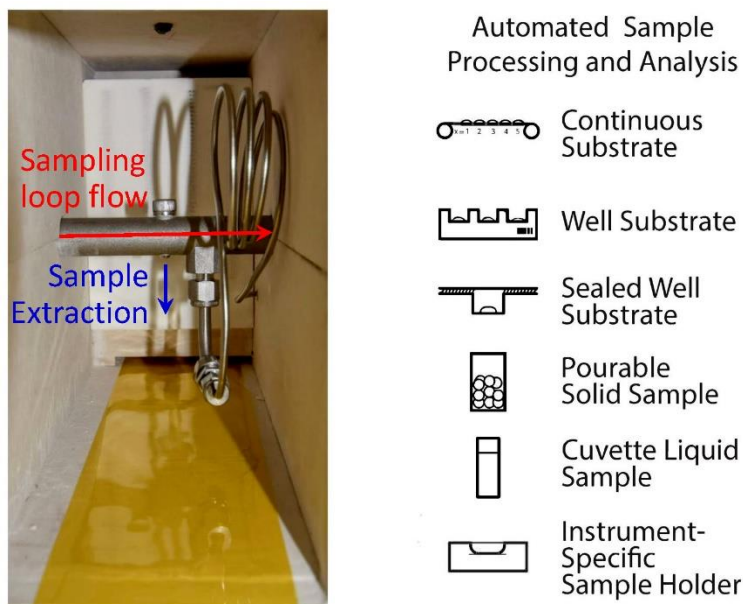 Sampling
loop flow
Sample
Extraction
Automated Sample
Processing and Analysis
x=1 2 3 4 5
Continuous
Substrate
Well Substrate
Sealed Well
Substrate
Pourable
Solid Sample
Cuvette Liquid
Sample
Instrument-
Specific
Sample Holder